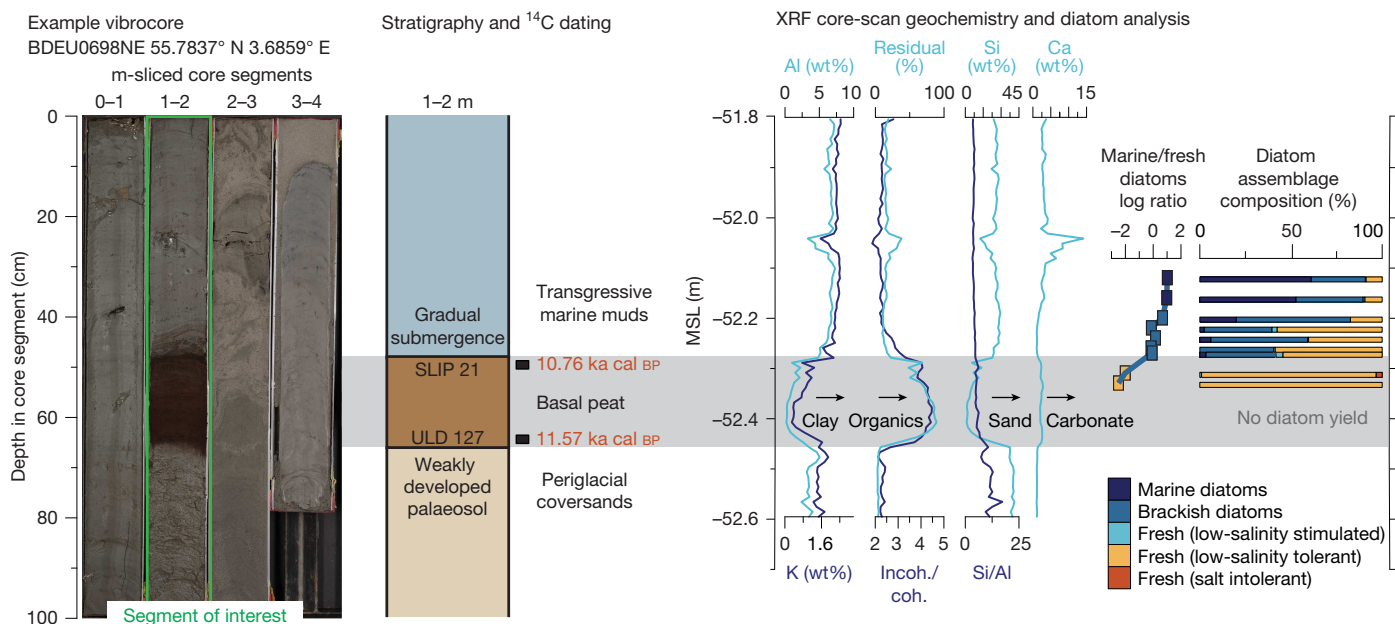 Example vibrocore
BDEU0698NE 55.7837° N 3.6859° E
m-sliced core segments
0–1 1–2 2–3 3–4
Depth in core segment (cm)
0
20
40
60
80
100
Segment of interest
Stratigraphy and ¹⁴C dating
1–2 m
Gradual
submergence
SLIP 21
ULD 127
Weakly
developed
palaeosol
Transgressive
marine muds
10.76 ka cal BP
Basal peat
11.57 ka cal BP
Periglacial
coversands
XRF core-scan geochemistry and diatom analysis
Al (wt%)
0 5 10
Residual
(%)
0 100
Si
(wt%)
0 45
Ca
(wt%)
0 15
MSL (m)
–51.8
–52.0
–52.2
–52.4
–52.6
Clay
Organics
Sand
Carbonate
0 1.6
K (wt%)
2 3 4 5
Incoh./
coh.
0 25
Si/Al
Marine/fresh
diatoms
log ratio
–2 0 2
Diatom
assemblage
composition (%)
0 50 100
No diatom yield
Marine diatoms
Brackish diatoms
Fresh (low-salinity stimulated)
Fresh (low-salinity tolerant)
Fresh (salt intolerant)